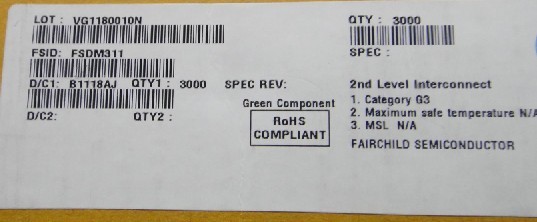 LOT : VG1180010N
QTY : 3000
FSID: FSDM311
SPEC :
D/C1: B1118AJ QTY1 : 3000 SPEC REV:
D/C2: QTY2 :
Green Component
RoHS
COMPLIANT
2nd Level Interconnect
1. Category G3
2. Maximum safe temperature N/A
3. MSL N/A
FAIRCHILD SEMICONDUCTOR